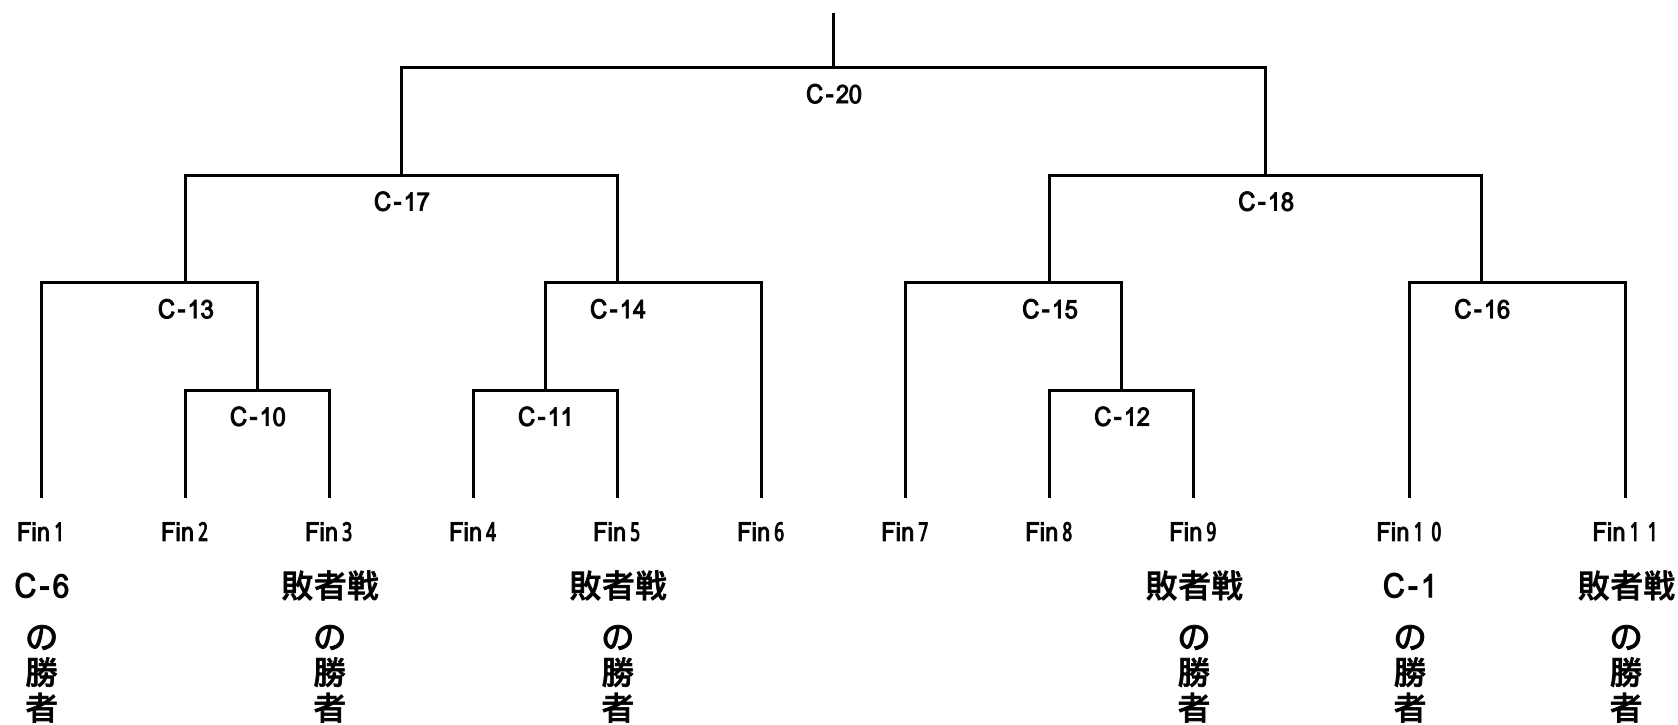 C-20
C-17 C-18
C-13 C-14 C-15 C-16
C-10 C-11 C-12
Fin1 Fin2 Fin3 Fin4 Fin5 Fin6 Fin7 Fin8 Fin9 Fin10 Fin11
C-6 敗者戦 敗者戦 敗者戦 C-1 敗者戦
の勝者 の勝者 の勝者 の勝者 の勝者 の勝者